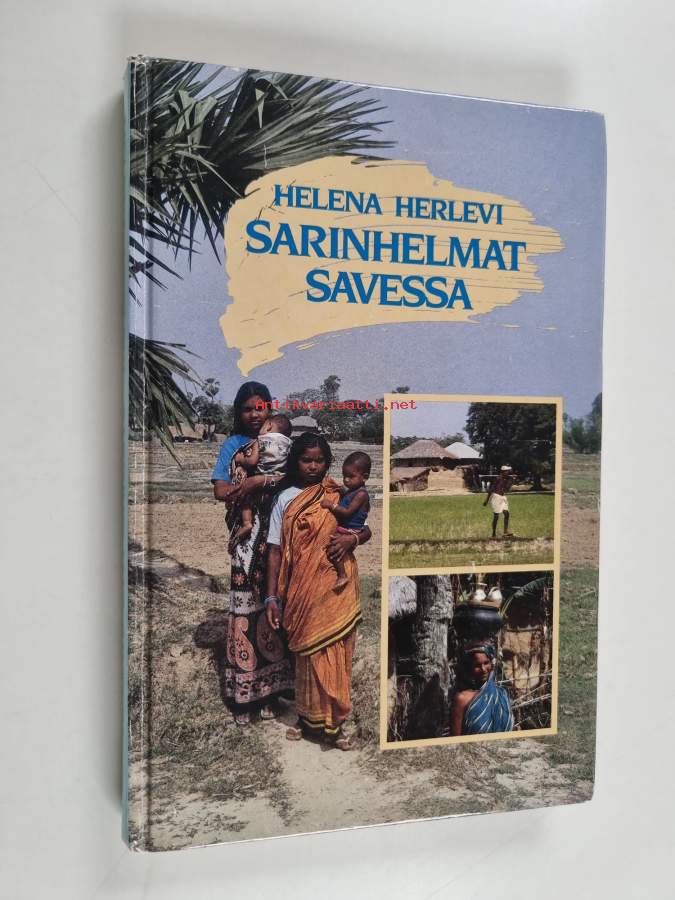 HELENA HERLEVI
SARINHELMAT
SAVESSA
Antikvariaatti.net